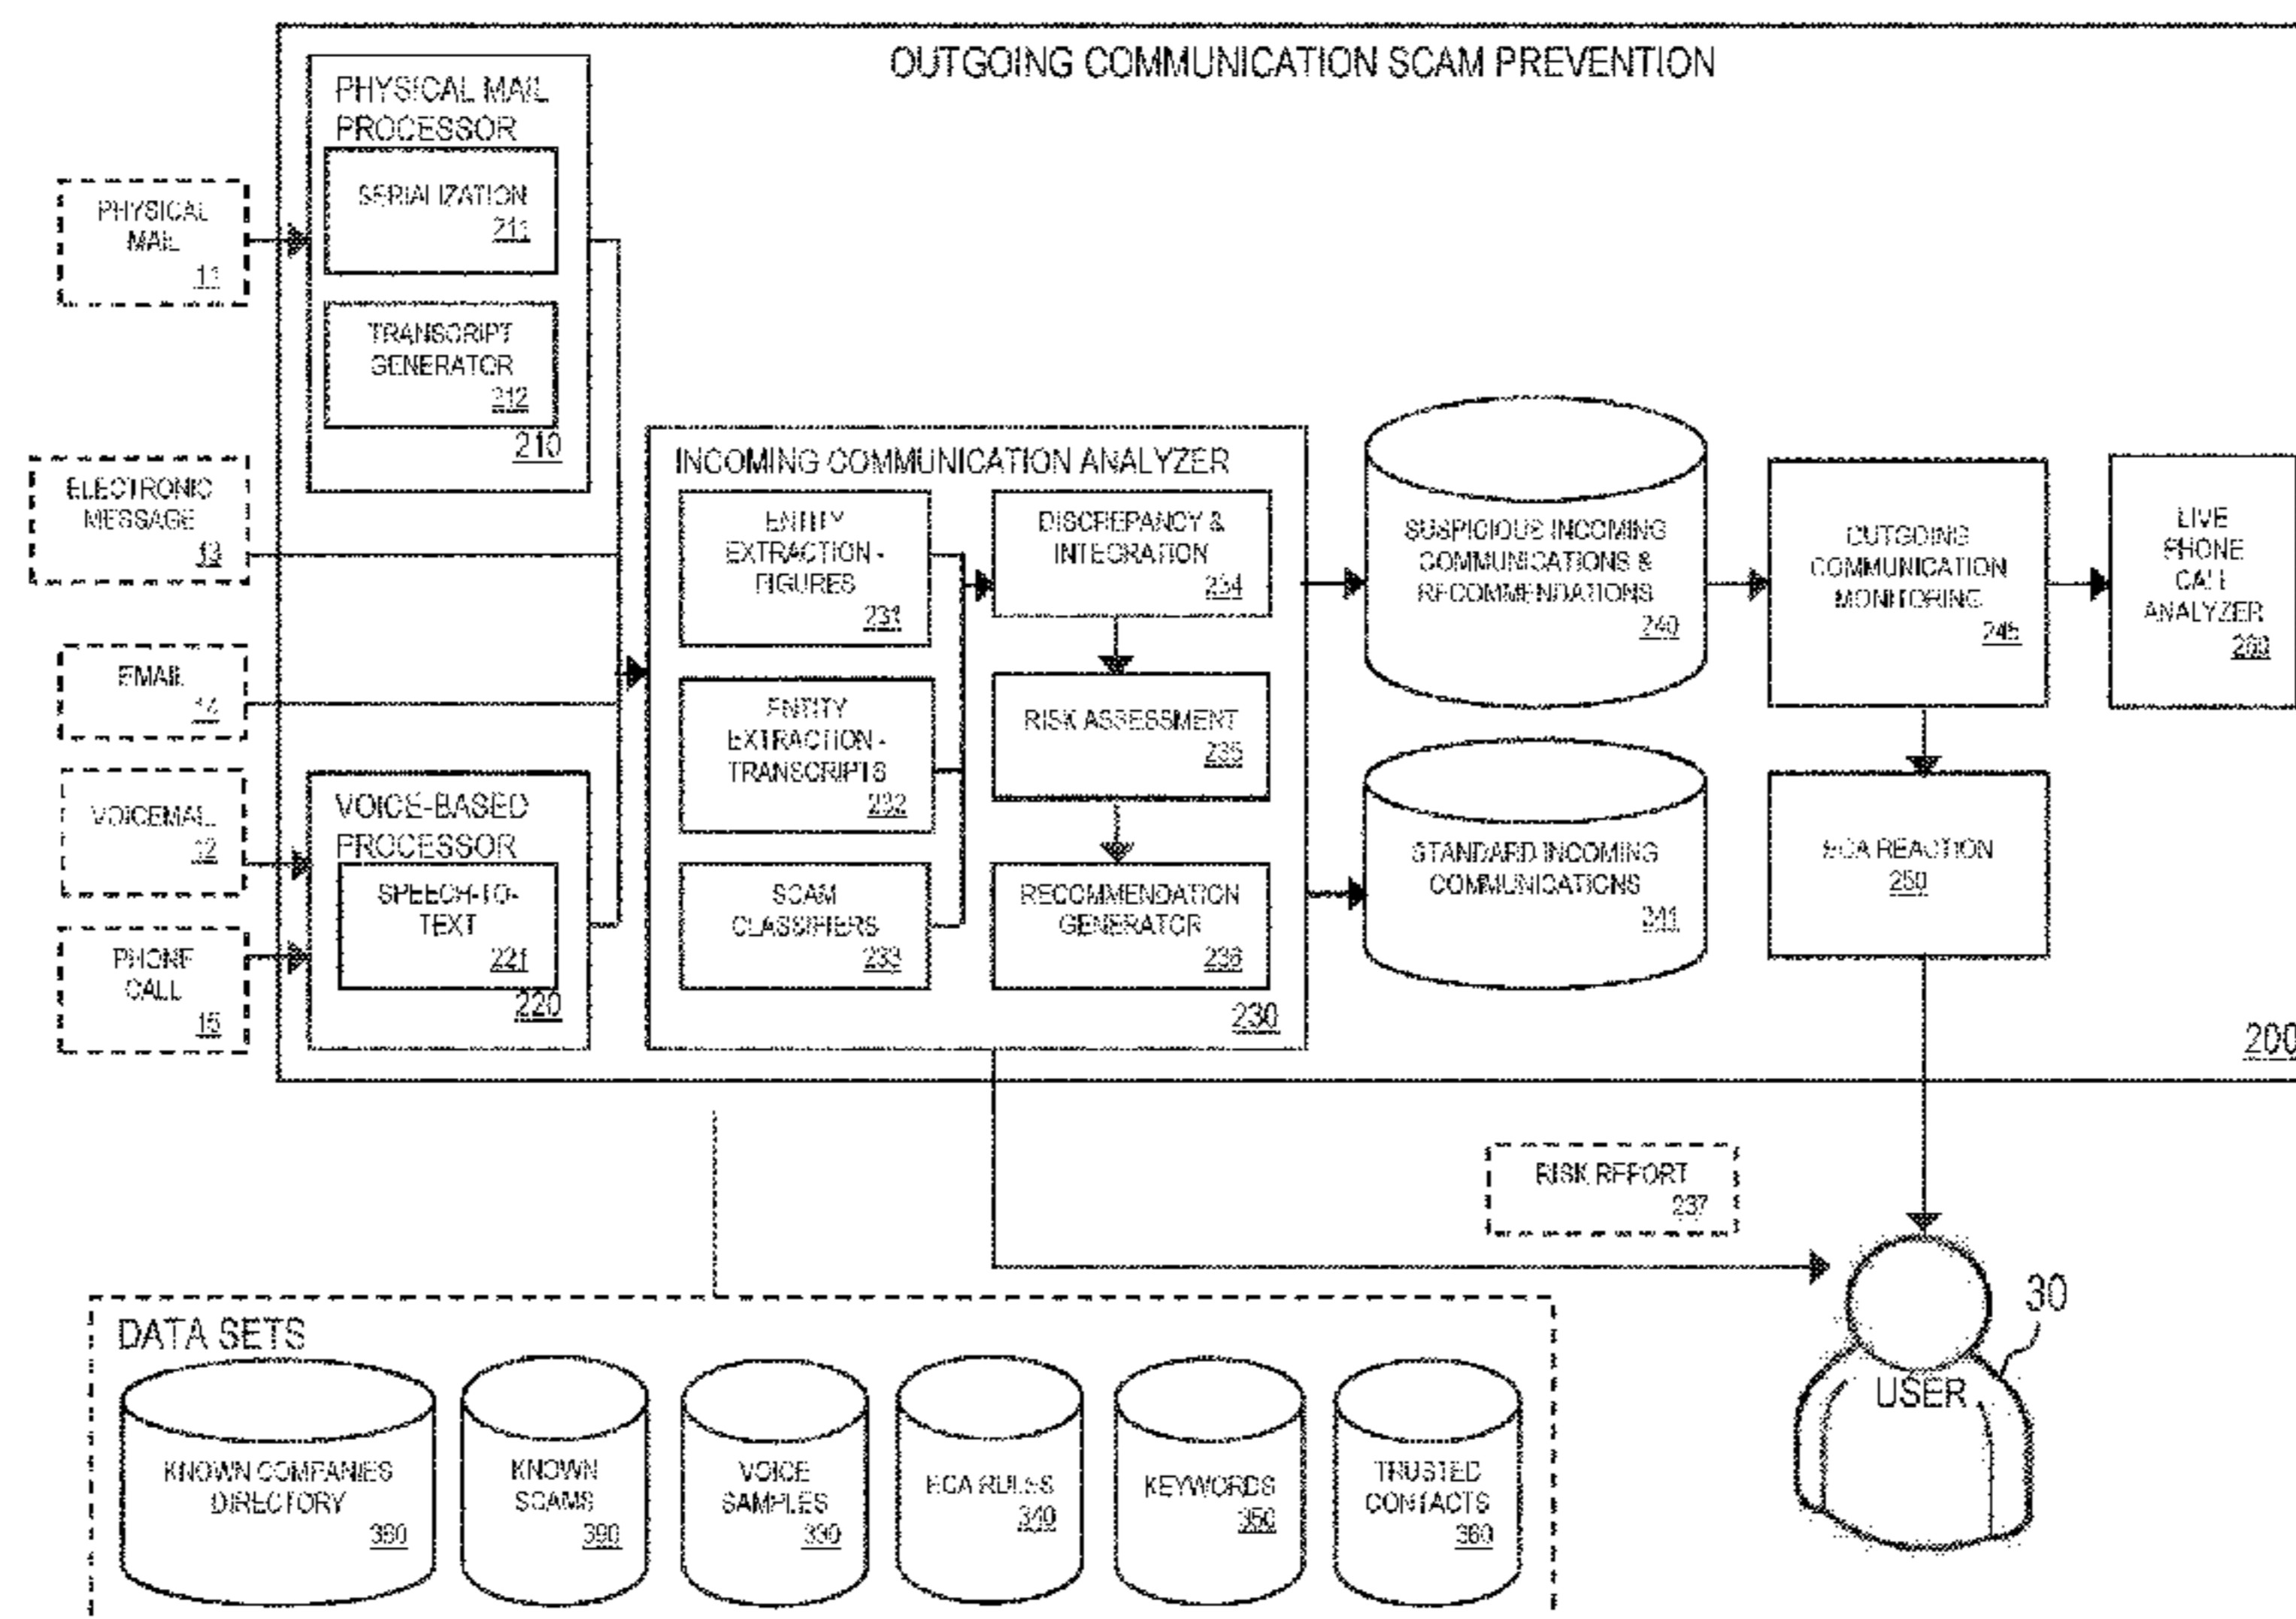 OUTGOING COMMUNICATION SCAM PREVENTION
PHYSICAL MAIL
PROCESSOR
SERIALIZATION
211
TRANSCRIPT
GENERATOR
212
210
PHYSICAL
MAIL
11
ELECTRONIC
MESSAGE
13
EMAIL
14
VOICEMAIL
12
PHONE
CALL
15
VOICE-BASED
PROCESSOR
SPEECH-TO-
TEXT
221
220
INCOMING COMMUNICATION ANALYZER
ENTITY
EXTRACTION -
FIGURES
231
ENTITY
EXTRACTION -
TRANSCRIPTS
232
SCAM
CLASSIFIERS
233
DISCREPANCY &
INTEGRATION
234
RISK ASSESSMENT
235
RECOMMENDATION
GENERATOR
236
230
SUSPICIOUS INCOMING
COMMUNICATIONS &
RECOMMENDATIONS
240
STANDARD INCOMING
COMMUNICATIONS
241
OUTGOING
COMMUNICATION
MONITORING
245
LIVE
PHONE
CALL
ANALYZER
ECA REACTION
250
200
RISK REPORT
237
30
USER
DATA SETS
KNOWN COMPANIES
DIRECTORY
KNOWN
SCAMS
VOICE
SAMPLES
330
ECA RULES
340
KEYWORDS
350
TRUSTED
CONTACTS
360